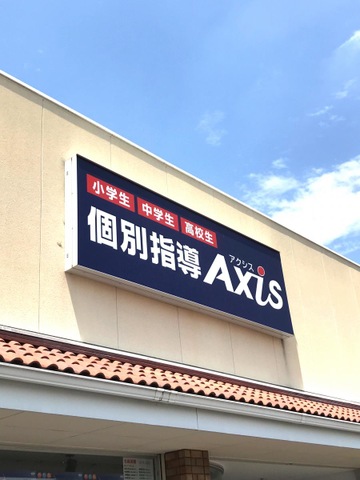 小学生 中学生 高校生
個別指導 アクシス
Axis